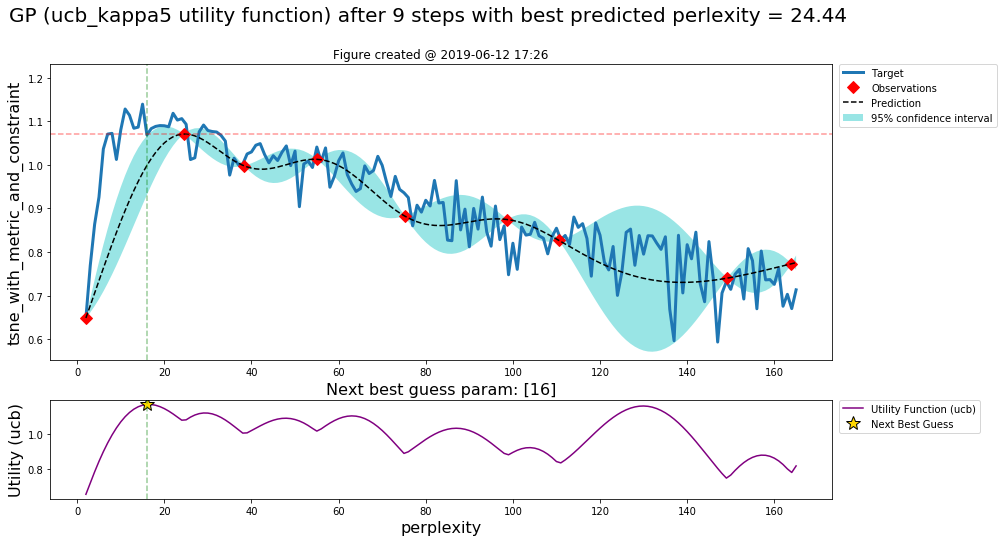 GP (ucb_kappa5 utility function) after 9 steps with best predicted perlexity = 24.44
Figure created @ 2019-06-12 17:26
tsne_with_metric_and_constraint
1.2
1.1
1.0
0.9
0.8
0.7
0.6
0 20 40 60 80 100 120 140 160
Target
Observations
Prediction
95% confidence interval
Next best guess param: [16]
Utility (ucb)
1.0
0.8
0 20 40 60 80 100 120 140 160
perplexity
Utility Function (ucb)
Next Best Guess